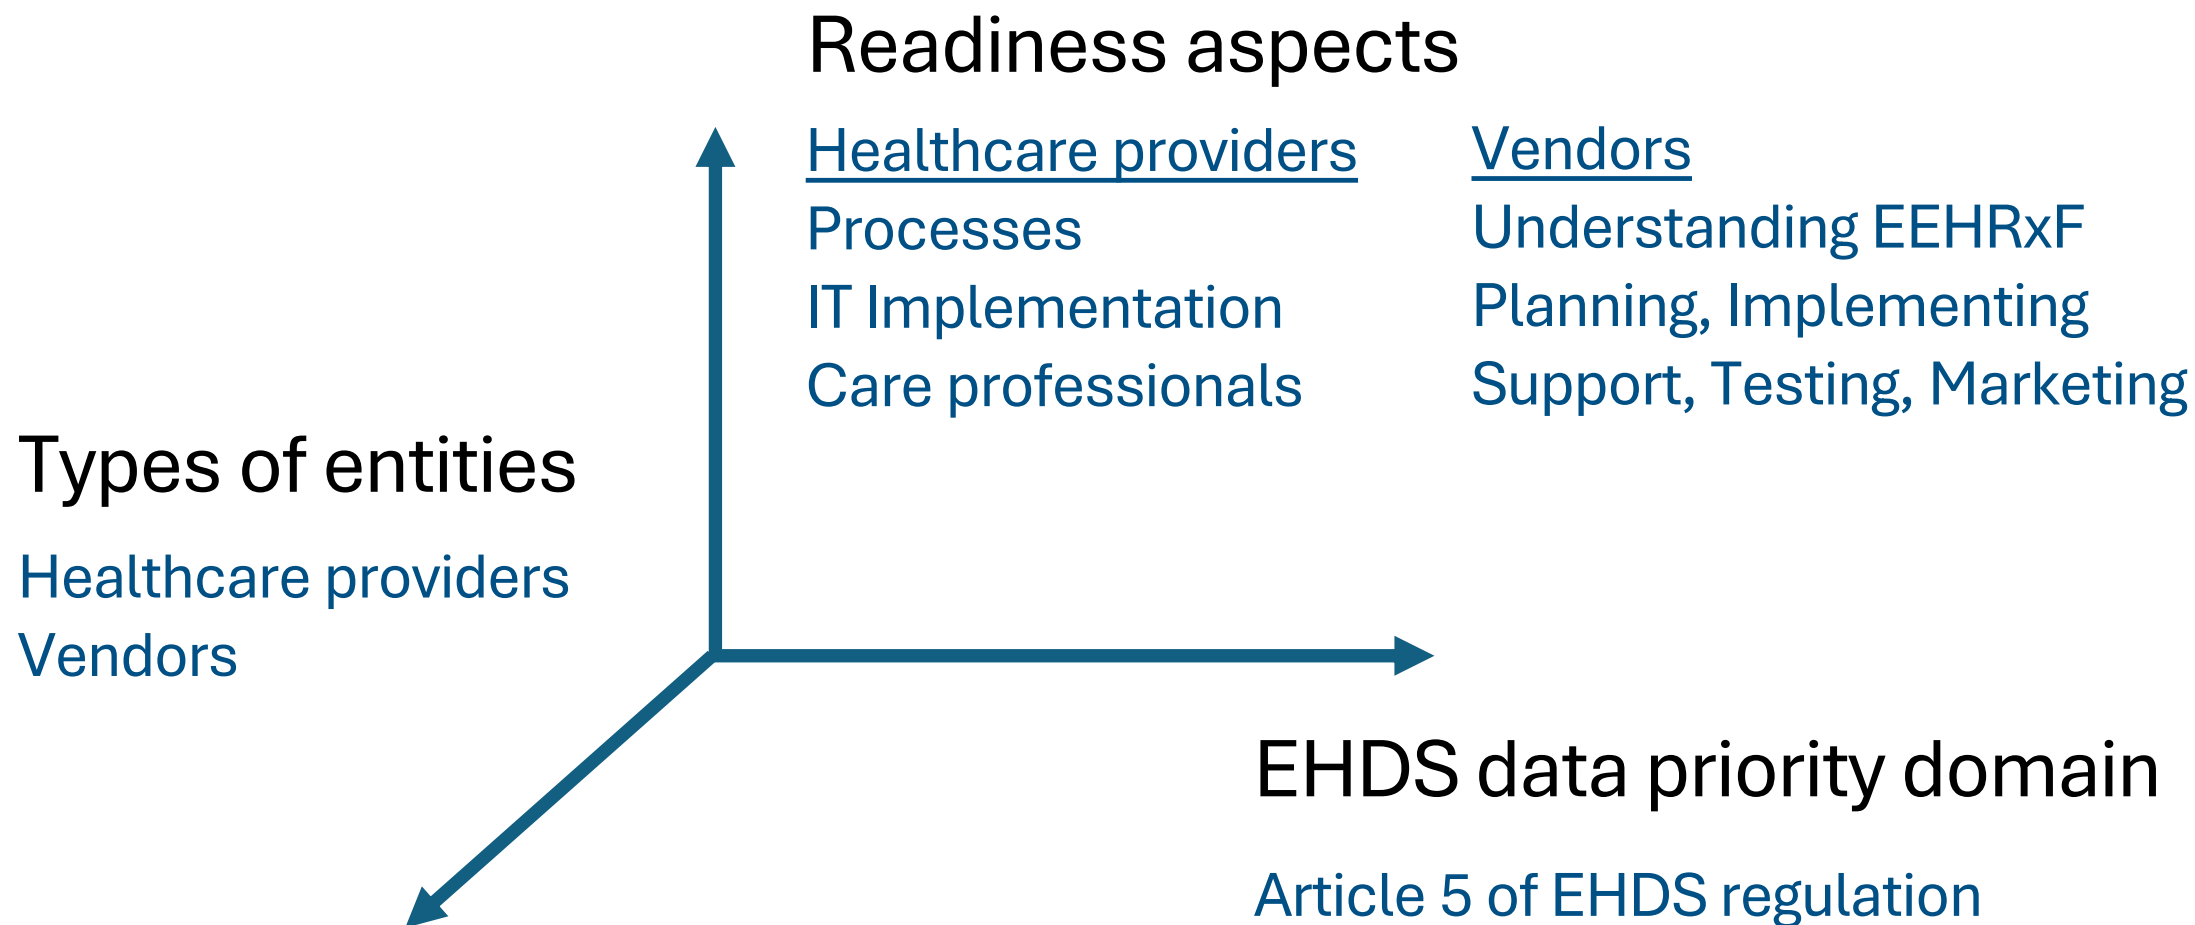 Readiness aspects
Healthcare providers
Processes
IT Implementation
Care professionals
Vendors
Understanding EEHRxF
Planning, Implementing
Support, Testing, Marketing
Types of entities
Healthcare providers
Vendors
EHDS data priority domain
Article 5 of EHDS regulation